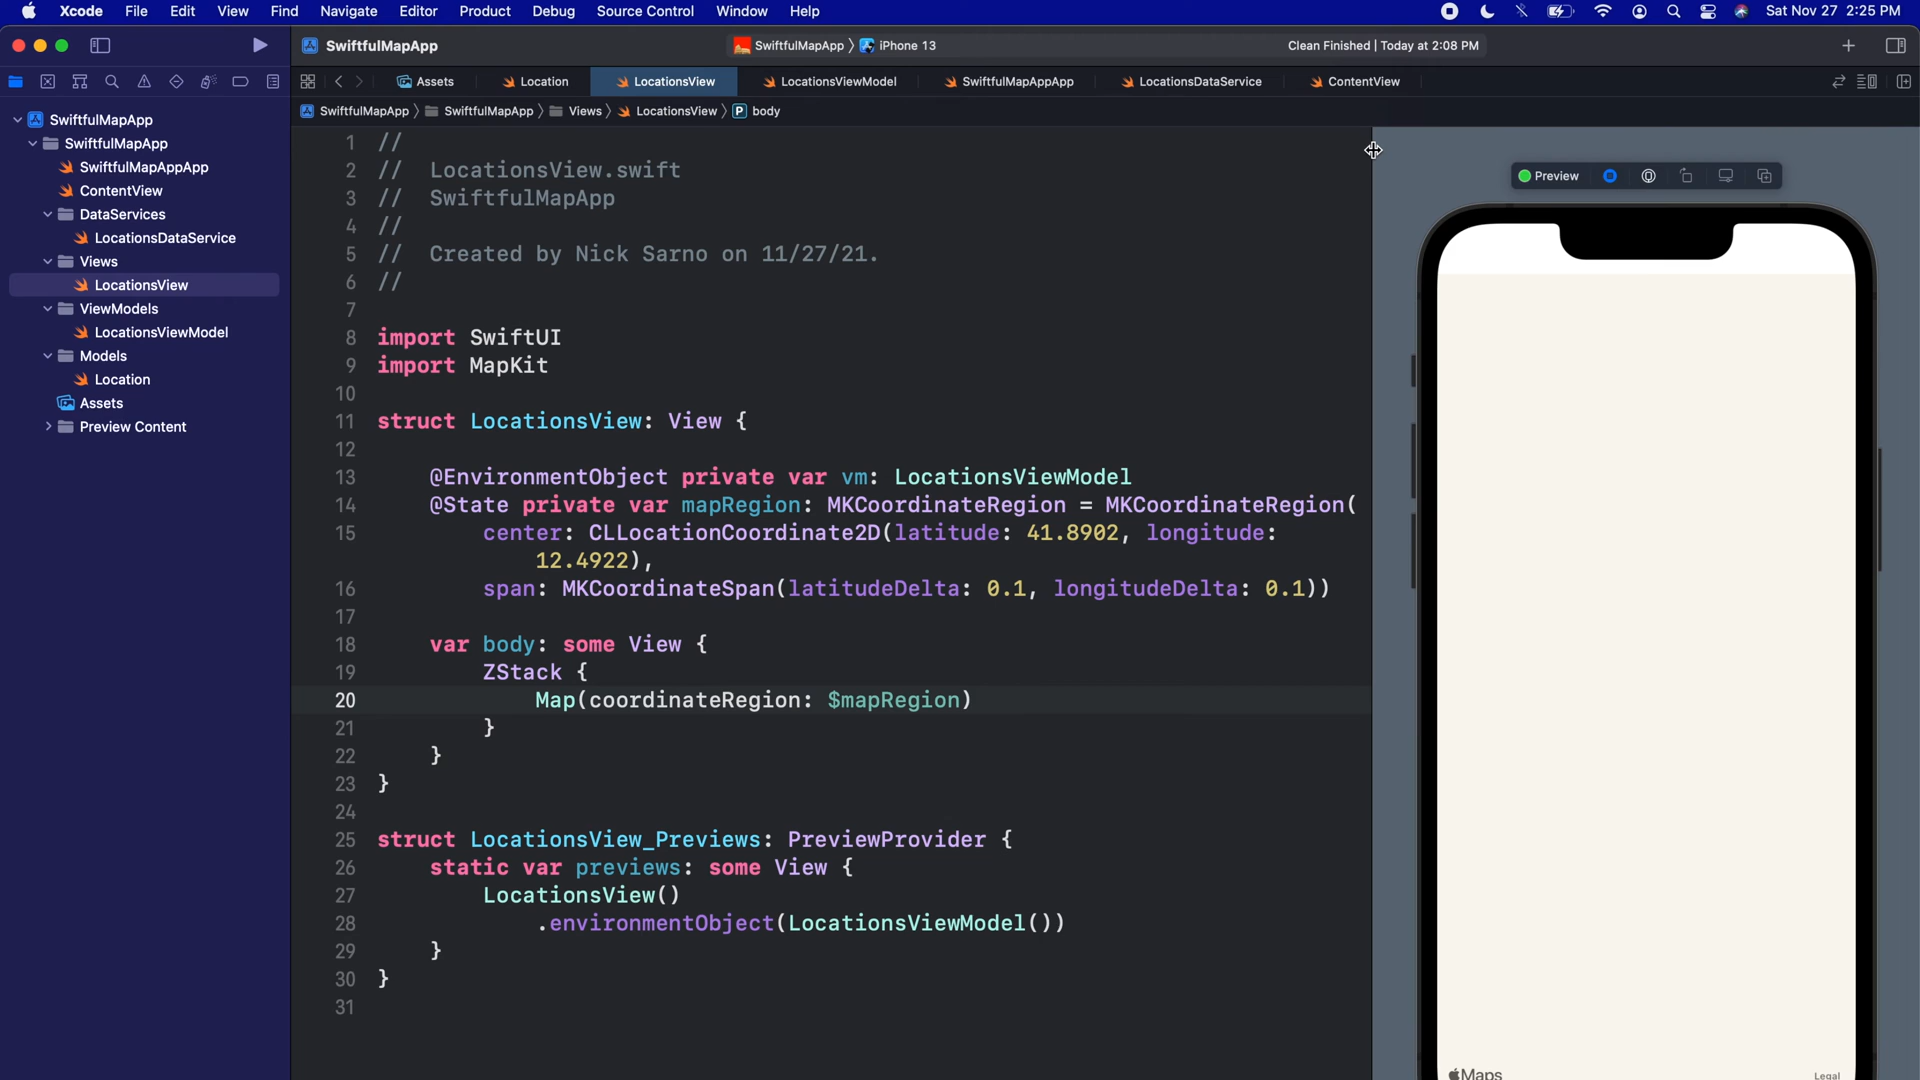 Xcode File Edit View Find Navigate Editor Product Debug Source Control Window Help Sat Nov 27 2:25 PM
SwiftfulMapApp SwiftfulMapApp 〉 iPhone 13 Clean Finished | Today at 2:08 PM
Assets Location LocationsView LocationsViewModel SwiftfulMapAppApp LocationsDataService ContentView
SwiftfulMapApp 〉 SwiftfulMapApp 〉 Views 〉 LocationsView 〉 P body
SwiftfulMapApp
SwiftfulMapApp
SwiftfulMapAppApp
ContentView
DataServices
LocationsDataService
Views
LocationsView
ViewModels
LocationsViewModel
Models
Location
Assets
Preview Content
1 //
2 // LocationsView.swift
3 // SwiftfulMapApp
4 //
5 // Created by Nick Sarno on 11/27/21.
6 //
7
8 import SwiftUI
9 import MapKit
10
11 struct LocationsView: View {
12
13 @EnvironmentObject private var vm: LocationsViewModel
14 @State private var mapRegion: MKCoordinateRegion = MKCoordinateRegion(
15 center: CLLocationCoordinate2D(latitude: 41.8902, longitude:
12.4922),
16 span: MKCoordinateSpan(latitudeDelta: 0.1, longitudeDelta: 0.1))
17
18 var body: some View {
19 ZStack {
20 Map(coordinateRegion: $mapRegion)
21 }
22 }
23 }
24
25 struct LocationsView_Previews: PreviewProvider {
26 static var previews: some View {
27 LocationsView()
28 .environmentObject(LocationsViewModel())
29 }
30 }
31
Preview
Maps Legal